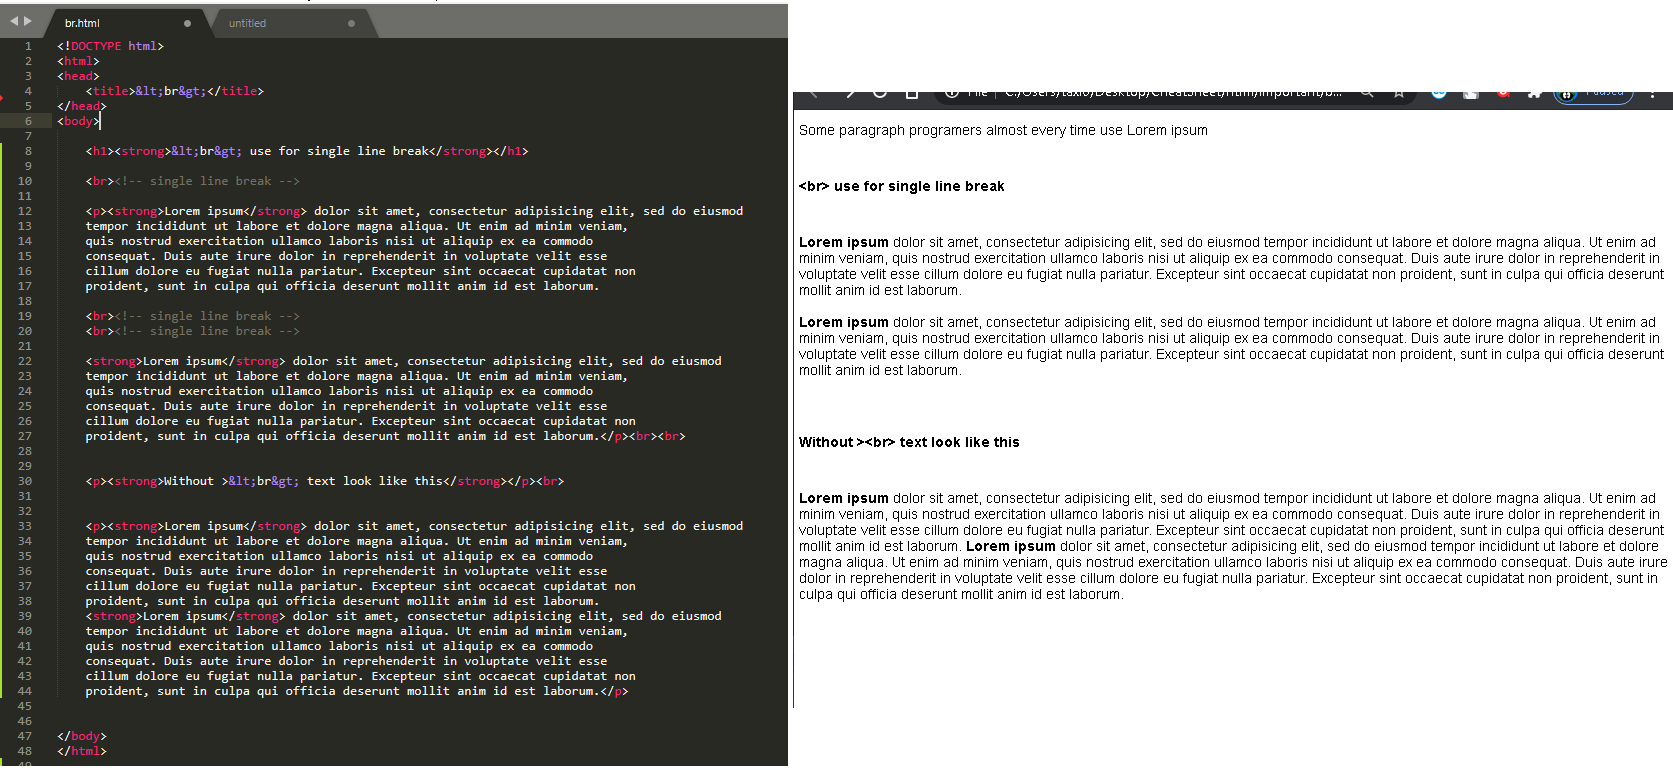 br.html
untitled
1 <!DOCTYPE html>
2 <html>
3 <head>
4 <title>&lt;br&gt;</title>
5 </head>
6 <body>
7
8 <h1><strong>&lt;br&gt; use for single line break</strong></h1>
9
10 <br><!-- single line break -->
11
12 <p><strong>Lorem ipsum</strong> dolor sit amet, consectetur adipisicing elit, sed do eiusmod
13 tempor incididunt ut labore et dolore magna aliqua. Ut enim ad minim veniam,
14 quis nostrud exercitation ullamco laboris nisi ut aliquip ex ea commodo
15 consequat. Duis aute irure dolor in reprehenderit in voluptate velit esse
16 cillum dolore eu fugiat nulla pariatur. Excepteur sint occaecat cupidatat non
17 proident, sunt in culpa qui officia deserunt mollit anim id est laborum.
18
19 <br><!-- single line break -->
20 <br><!-- single line break -->
21
22 <strong>Lorem ipsum</strong> dolor sit amet, consectetur adipisicing elit, sed do eiusmod
23 tempor incididunt ut labore et dolore magna aliqua. Ut enim ad minim veniam,
24 quis nostrud exercitation ullamco laboris nisi ut aliquip ex ea commodo
25 consequat. Duis aute irure dolor in reprehenderit in voluptate velit esse
26 cillum dolore eu fugiat nulla pariatur. Excepteur sint occaecat cupidatat non
27 proident, sunt in culpa qui officia deserunt mollit anim id est laborum.</p><br><br>
28
29
30 <p><strong>Without >&lt;br&gt; text look like this</strong></p><br>
31
32
33 <p><strong>Lorem ipsum</strong> dolor sit amet, consectetur adipisicing elit, sed do eiusmod
34 tempor incididunt ut labore et dolore magna aliqua. Ut enim ad minim veniam,
35 quis nostrud exercitation ullamco laboris nisi ut aliquip ex ea commodo
36 consequat. Duis aute irure dolor in reprehenderit in voluptate velit esse
37 cillum dolore eu fugiat nulla pariatur. Excepteur sint occaecat cupidatat non
38 proident, sunt in culpa qui officia deserunt mollit anim id est laborum.
39 <strong>Lorem ipsum</strong> dolor sit amet, consectetur adipisicing elit, sed do eiusmod
40 tempor incididunt ut labore et dolore magna aliqua. Ut enim ad minim veniam,
41 quis nostrud exercitation ullamco laboris nisi ut aliquip ex ea commodo
42 consequat. Duis aute irure dolor in reprehenderit in voluptate velit esse
43 cillum dolore eu fugiat nulla pariatur. Excepteur sint occaecat cupidatat non
44 proident, sunt in culpa qui officia deserunt mollit anim id est laborum.</p>
45
46
47 </body>
48 </html>
49
File
Paused
Some paragraph programers almost every time use Lorem ipsum
<br> use for single line break
Lorem ipsum dolor sit amet, consectetur adipisicing elit, sed do eiusmod tempor incididunt ut labore et dolore magna aliqua. Ut enim ad
minim veniam, quis nostrud exercitation ullamco laboris nisi ut aliquip ex ea commodo consequat. Duis aute irure dolor in reprehenderit in
voluptate velit esse cillum dolore eu fugiat nulla pariatur. Excepteur sint occaecat cupidatat non proident, sunt in culpa qui officia deserunt
mollit anim id est laborum.
Lorem ipsum dolor sit amet, consectetur adipisicing elit, sed do eiusmod tempor incididunt ut labore et dolore magna aliqua. Ut enim ad
minim veniam, quis nostrud exercitation ullamco laboris nisi ut aliquip ex ea commodo consequat. Duis aute irure dolor in reprehenderit in
voluptate velit esse cillum dolore eu fugiat nulla pariatur. Excepteur sint occaecat cupidatat non proident, sunt in culpa qui officia deserunt
mollit anim id est laborum.
Without ><br> text look like this
Lorem ipsum dolor sit amet, consectetur adipisicing elit, sed do eiusmod tempor incididunt ut labore et dolore magna aliqua. Ut enim ad
minim veniam, quis nostrud exercitation ullamco laboris nisi ut aliquip ex ea commodo consequat. Duis aute irure dolor in reprehenderit in
voluptate velit esse cillum dolore eu fugiat nulla pariatur. Excepteur sint occaecat cupidatat non proident, sunt in culpa qui officia deserunt
mollit anim id est laborum. Lorem ipsum dolor sit amet, consectetur adipisicing elit, sed do eiusmod tempor incididunt ut labore et dolore
magna aliqua. Ut enim ad minim veniam, quis nostrud exercitation ullamco laboris nisi ut aliquip ex ea commodo consequat. Duis aute irure
dolor in reprehenderit in voluptate velit esse cillum dolore eu fugiat nulla pariatur. Excepteur sint occaecat cupidatat non proident, sunt in
culpa qui officia deserunt mollit anim id est laborum.